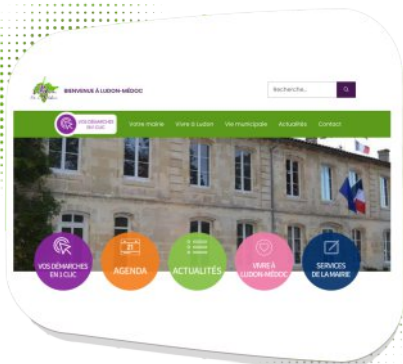 BIENVENUE À LUDON-MÉDOC
Recherche...
VOS DÉMARCHES
EN 1 CLIC
Votre mairie Vivre à Ludon Vie municipale Actualités Contact
VOS DÉMARCHES
EN 1 CLIC
21
AGENDA
ACTUALITÉS
VIVRE À
LUDON-MÉDOC
SERVICES
DE LA MAIRIE